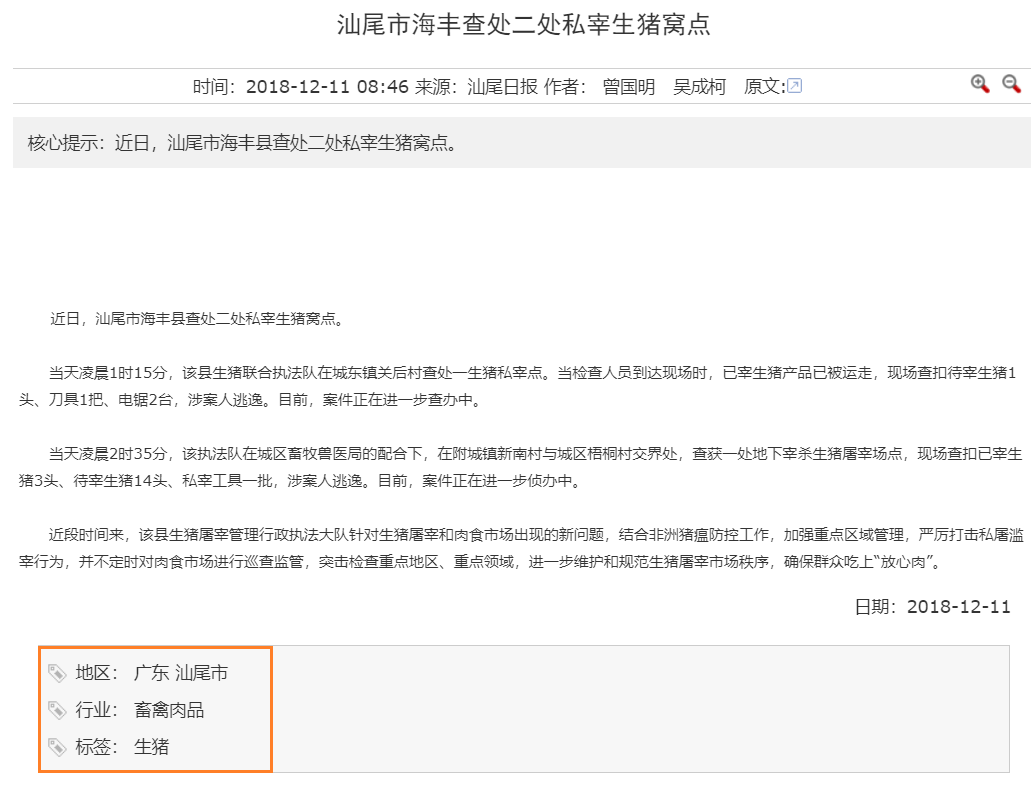 汕尾市海丰查处二处私宰生猪窝点
时间：2018-12-11 08:46 来源：汕尾日报 作者： 曾国明 吴成柯 原文:
核心提示：近日，汕尾市海丰县查处二处私宰生猪窝点。
近日，汕尾市海丰县查处二处私宰生猪窝点。
当天凌晨1时15分，该县生猪联合执法队在城东镇关后村查处一生猪私宰点。当检查人员到达现场时，已宰生猪产品已被运走，现场查扣待宰生猪1
头、刀具1把、电锯2台，涉案人逃逸。目前，案件正在进一步查办中。
当天凌晨2时35分，该执法队在城区畜牧兽医局的配合下，在附城镇新南村与城区梧桐村交界处，查获一处地下宰杀生猪屠宰场点，现场查扣已宰生
猪3头、待宰生猪14头、私宰工具一批，涉案人逃逸。目前，案件正在进一步侦办中。
近段时间来，该县生猪屠宰管理行政执法大队针对生猪屠宰和肉食市场出现的新问题，结合非洲猪瘟防控工作，加强重点区域管理，严厉打击私屠滥
宰行为，并不定时对肉食市场进行巡查监管，突击检查重点地区、重点领域，进一步维护和规范生猪屠宰市场秩序，确保群众吃上“放心肉”。
日期：2018-12-11
地区： 广东 汕尾市
行业： 畜禽肉品
标签： 生猪